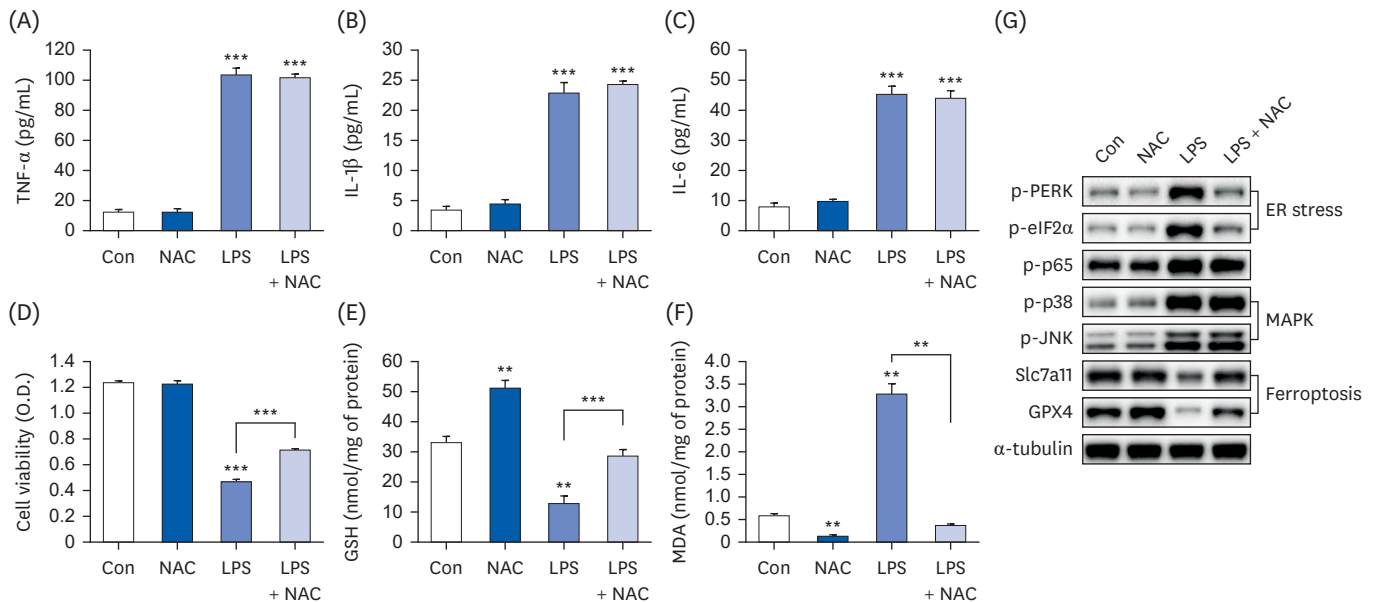 (A)
TNF-α (pg/mL)
120
100
80
60
40
20
0
***
***
Con
NAC
LPS
LPS
+ NAC
(B)
IL-1β (pg/mL)
30
25
20
15
10
5
0
***
***
Con
NAC
LPS
LPS
+ NAC
(C)
IL-6 (pg/mL)
60
50
40
30
20
10
0
***
***
Con
NAC
LPS
LPS
+ NAC
(D)
Cell viability (O.D.)
1.4
1.2
1.0
0.8
0.6
0.4
0.2
0
***
***
Con
NAC
LPS
LPS
+ NAC
(E)
GSH (nmol/mg of protein)
60
50
40
30
20
10
0
**
***
**
Con
NAC
LPS
LPS
+ NAC
(F)
MDA (nmol/mg of protein)
4.0
3.5
3.0
2.5
2.0
1.5
1.0
0.5
0
**
**
**
Con
NAC
LPS
LPS
+ NAC
(G)
Con
NAC
LPS
LPS + NAC
p-PERK
p-eIF2α
ER stress
p-p65
p-p38
p-JNK
MAPK
Slc7a11
GPX4
Ferroptosis
α-tubulin